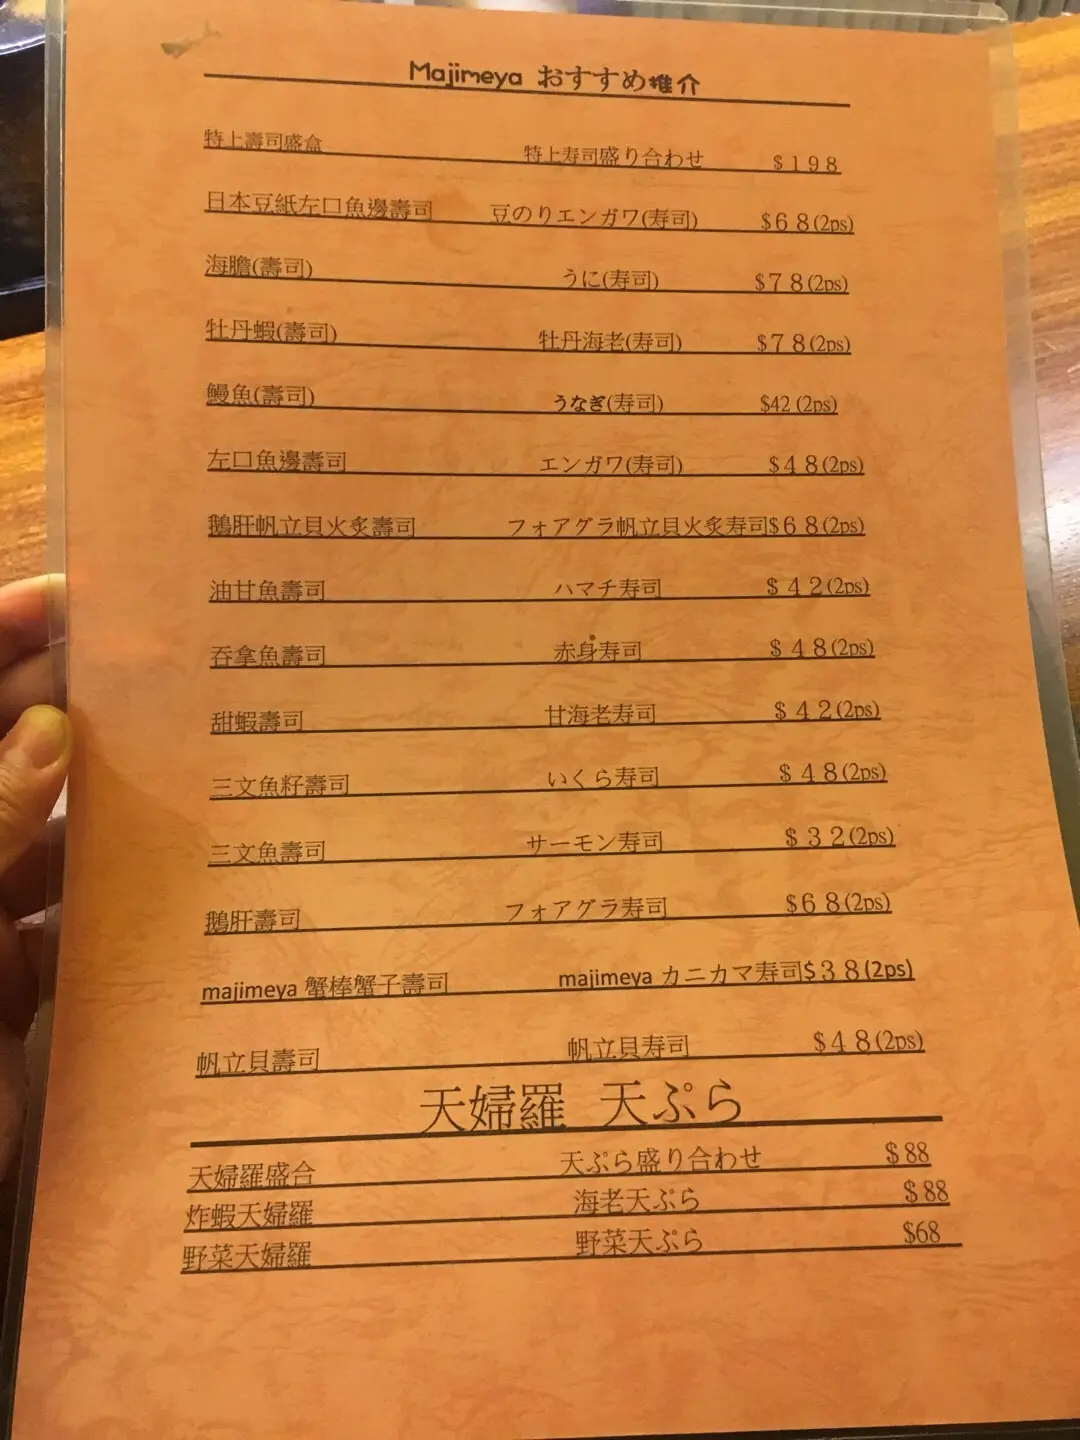 Majimeya おすすめ推介
特上壽司盛盒 特上寿司盛り合わせ $198
日本豆紙左口魚邊壽司 豆のりエンガワ(寿司) $68(2ps)
海膽(壽司) うに(寿司) $78(2ps)
牡丹蝦(壽司) 牡丹海老(寿司) $78(2ps)
鰻魚(壽司) うなぎ(寿司) $42 (2ps)
左口魚邊壽司 エンガワ(寿司) $48(2ps)
鵝肝帆立貝火炙壽司 フォアグラ帆立貝火炙寿司$68(2ps)
油甘魚壽司 ハマチ寿司 $42(2ps)
吞拿魚壽司 赤身寿司 $48(2ps)
甜蝦壽司 甘海老寿司 $42(2ps)
三文魚籽壽司 いくら寿司 $48(2ps)
三文魚壽司 サーモン寿司 $32(2ps)
鵝肝壽司 フォアグラ寿司 $68(2ps)
majimeya 蟹棒蟹子壽司 majimeya カニカマ寿司$38(2ps)
帆立貝壽司 帆立貝寿司 $48(2ps)
天婦羅 天ぷら
天婦羅盛合 天ぷら盛り合わせ $88
炸蝦天婦羅 海老天ぷら $88
野菜天婦羅 野菜天ぷら $68